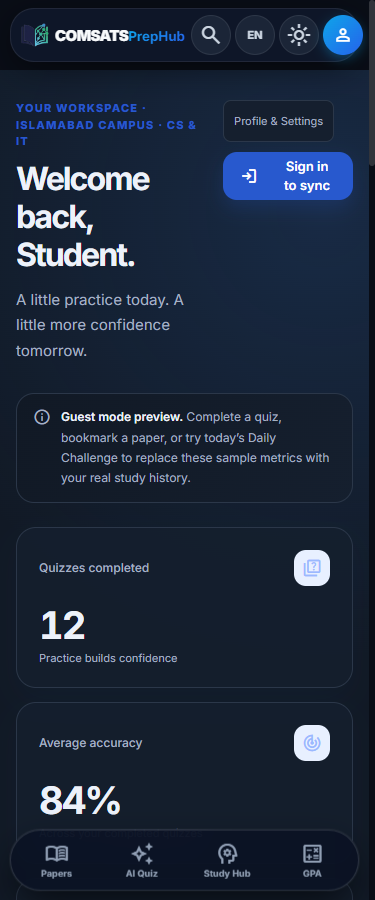 COMSATSPrepHub
EN
YOUR WORKSPACE ·
ISLAMABAD CAMPUS · CS &
IT
Welcome
back,
Student.
A little practice today. A
little more confidence
tomorrow.
Profile & Settings
Sign in
to sync
Guest mode preview. Complete a quiz,
bookmark a paper, or try today's Daily
Challenge to replace these sample metrics with
your real study history.
Quizzes completed
12
Practice builds confidence
Average accuracy
84%
Papers
AI Quiz
Study Hub
GPA